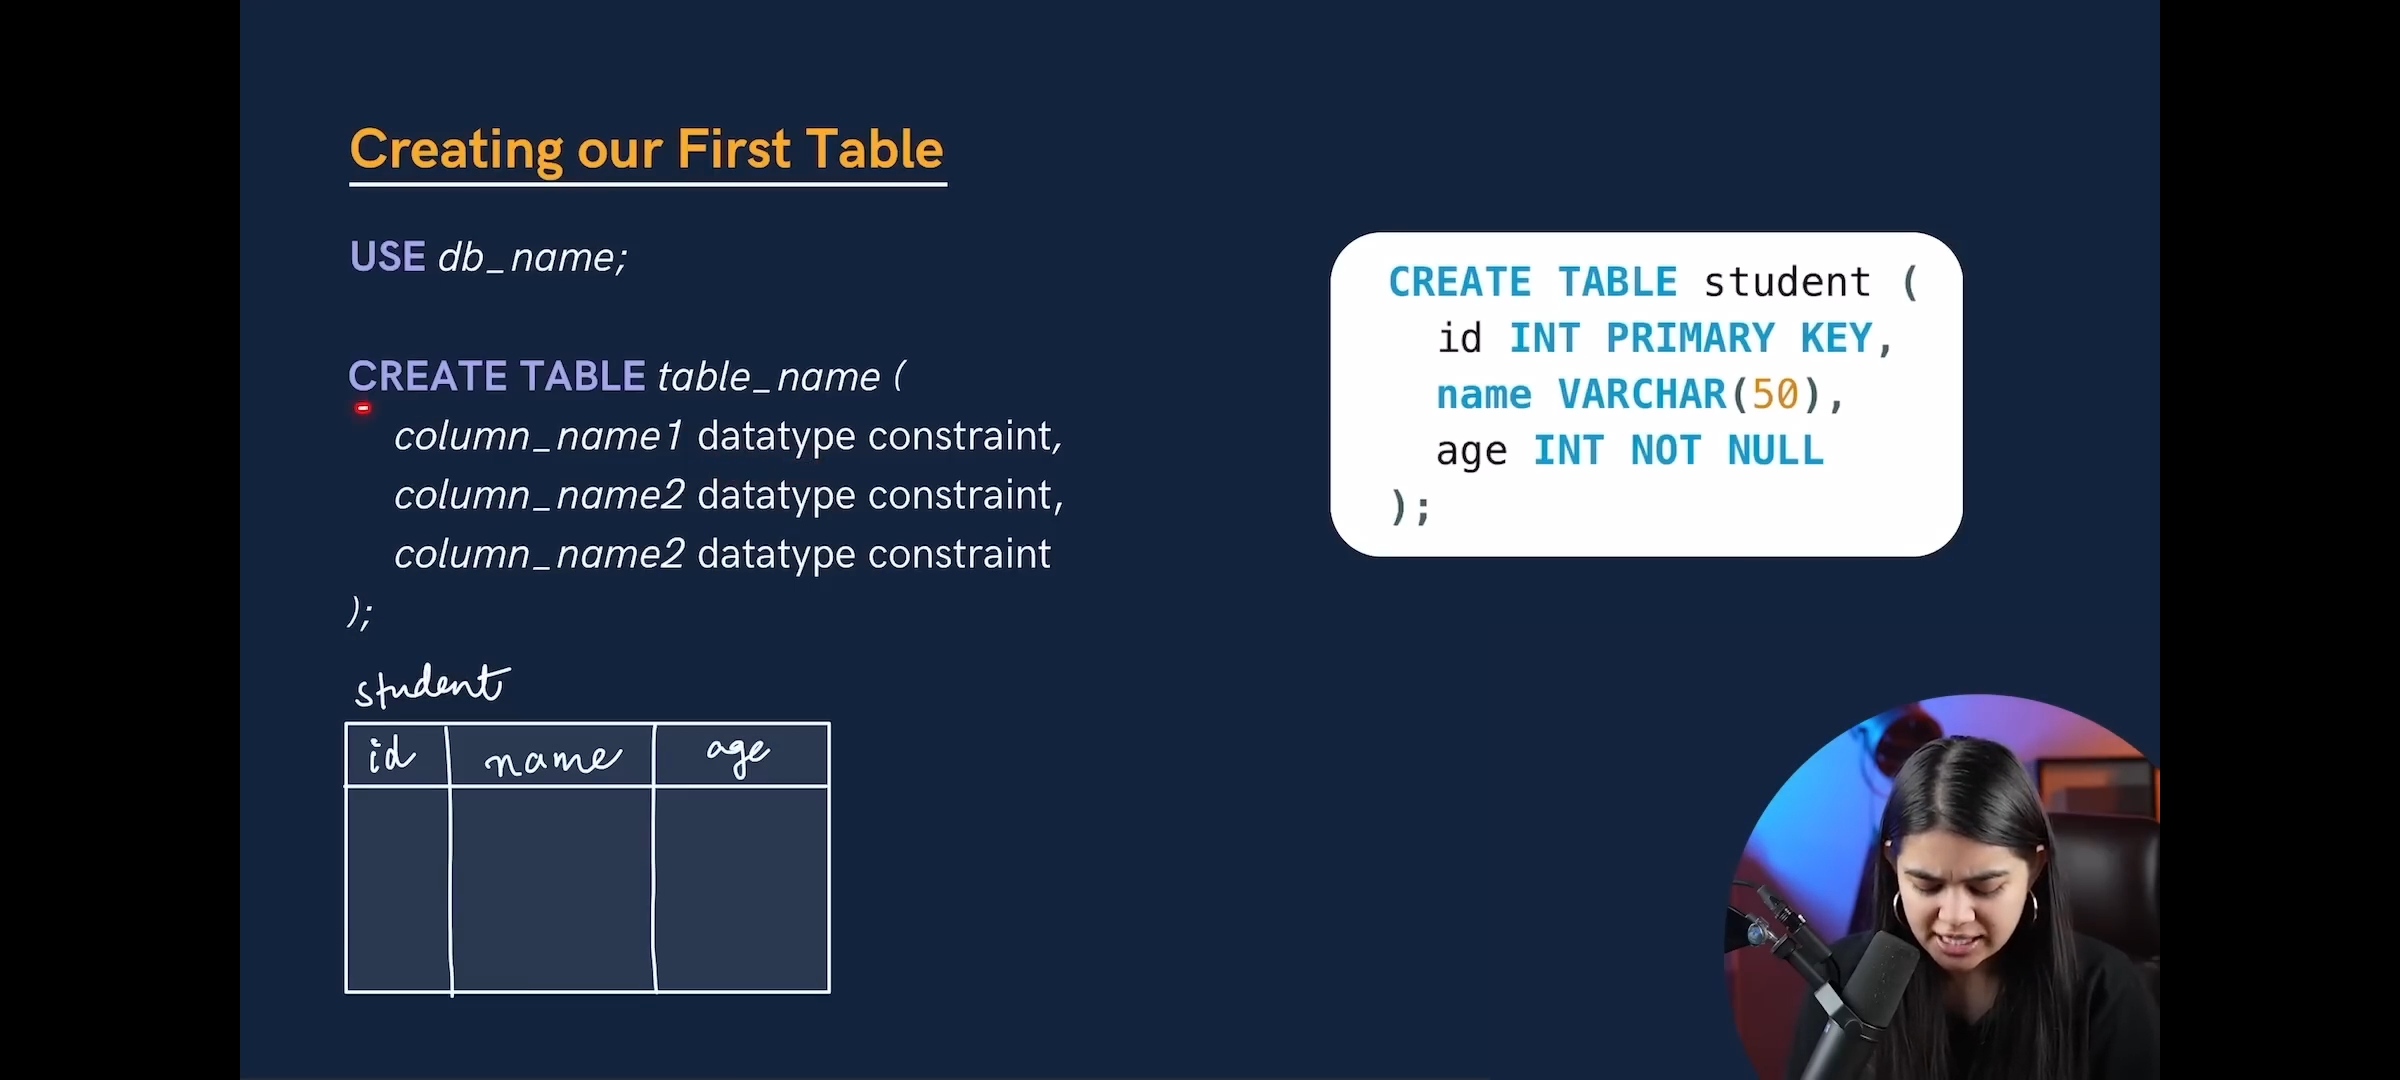 Creating our First Table
USE db_name;
CREATE TABLE table_name (
column_name1 datatype constraint,
column_name2 datatype constraint,
column_name2 datatype constraint
);
student
id name age
CREATE TABLE student (
id INT PRIMARY KEY,
name VARCHAR(50),
age INT NOT NULL
);